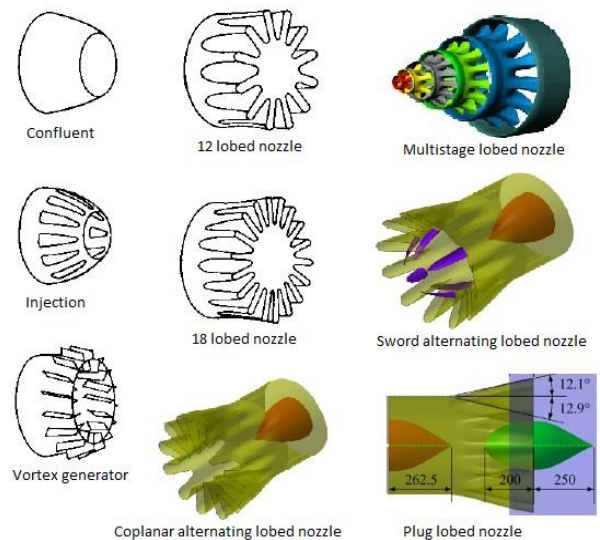 Confluent
12 lobed nozzle
Multistage lobed nozzle
Injection
18 lobed nozzle
Sword alternating lobed nozzle
Vortex generator
Coplanar alternating lobed nozzle
12.1°
12.9°
262.5
200
250
Plug lobed nozzle